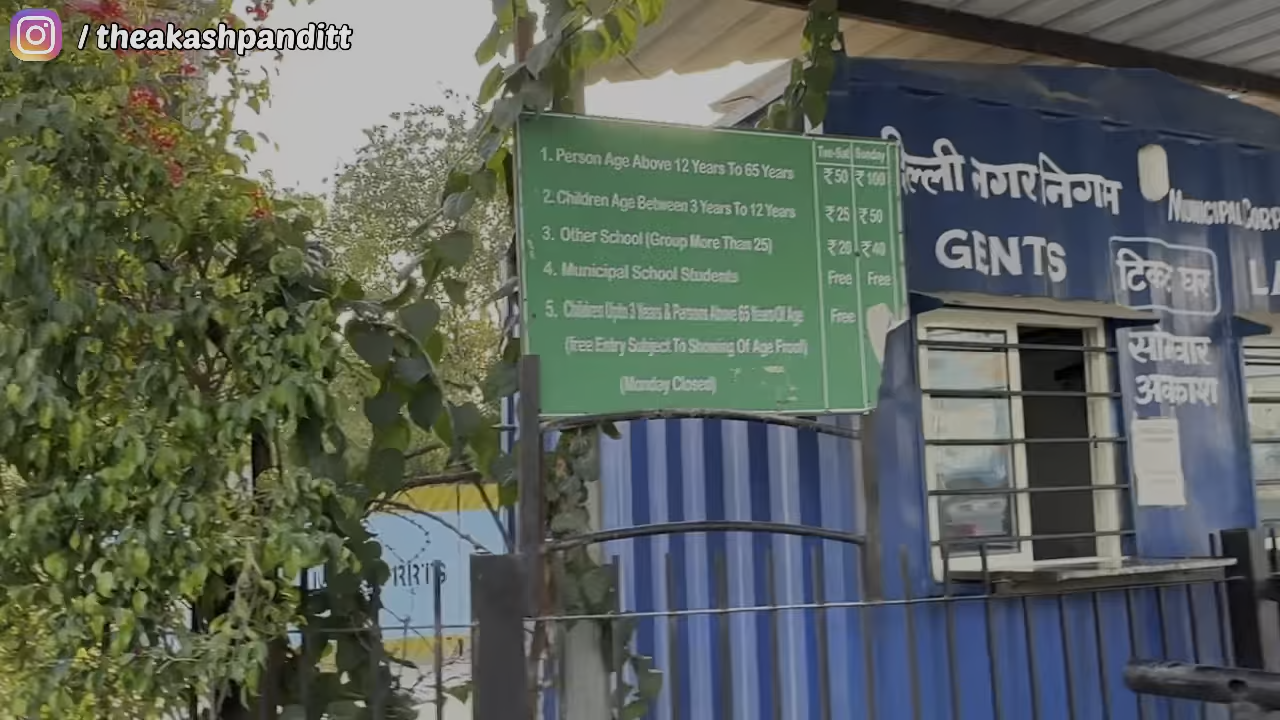 / theakashpanditt
Tue-Sat Sunday
1. Person Age Above 12 Years To 65 Years ₹50 ₹100
2. Children Age Between 3 Years To 12 Years ₹25 ₹50
3. Other School (Group More Than 25) ₹20 ₹40
4. Municipal School Students Free Free
5. Children Upto 3 Years & Persons Above 65 Years Of Age Free
(Free Entry Subject To Showing Of Age Proof)
(Monday Closed)
दिल्ली नगर निगम
MUNICIPAL CORP
GENTS
टिकट घर
LA
सोमवार
अवकाश